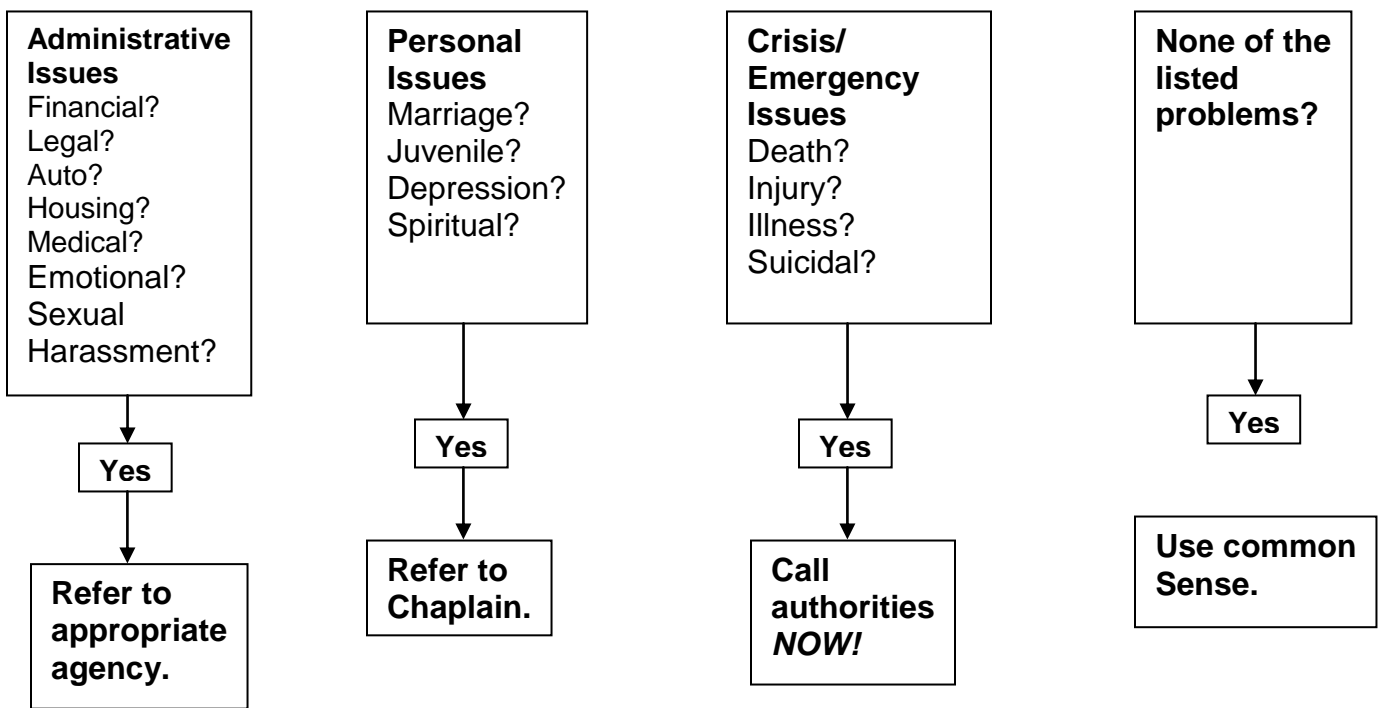 Administrative
Issues
Financial?
Legal?
Auto?
Housing?
Medical?
Emotional?
Sexual
Harassment?
Yes
Refer to
appropriate
agency.
Personal
Issues
Marriage?
Juvenile?
Depression?
Spiritual?
Yes
Refer to
Chaplain.
Crisis/
Emergency
Issues
Death?
Injury?
Illness?
Suicidal?
Yes
Call
authorities
NOW!
None of the
listed
problems?
Yes
Use common
Sense.